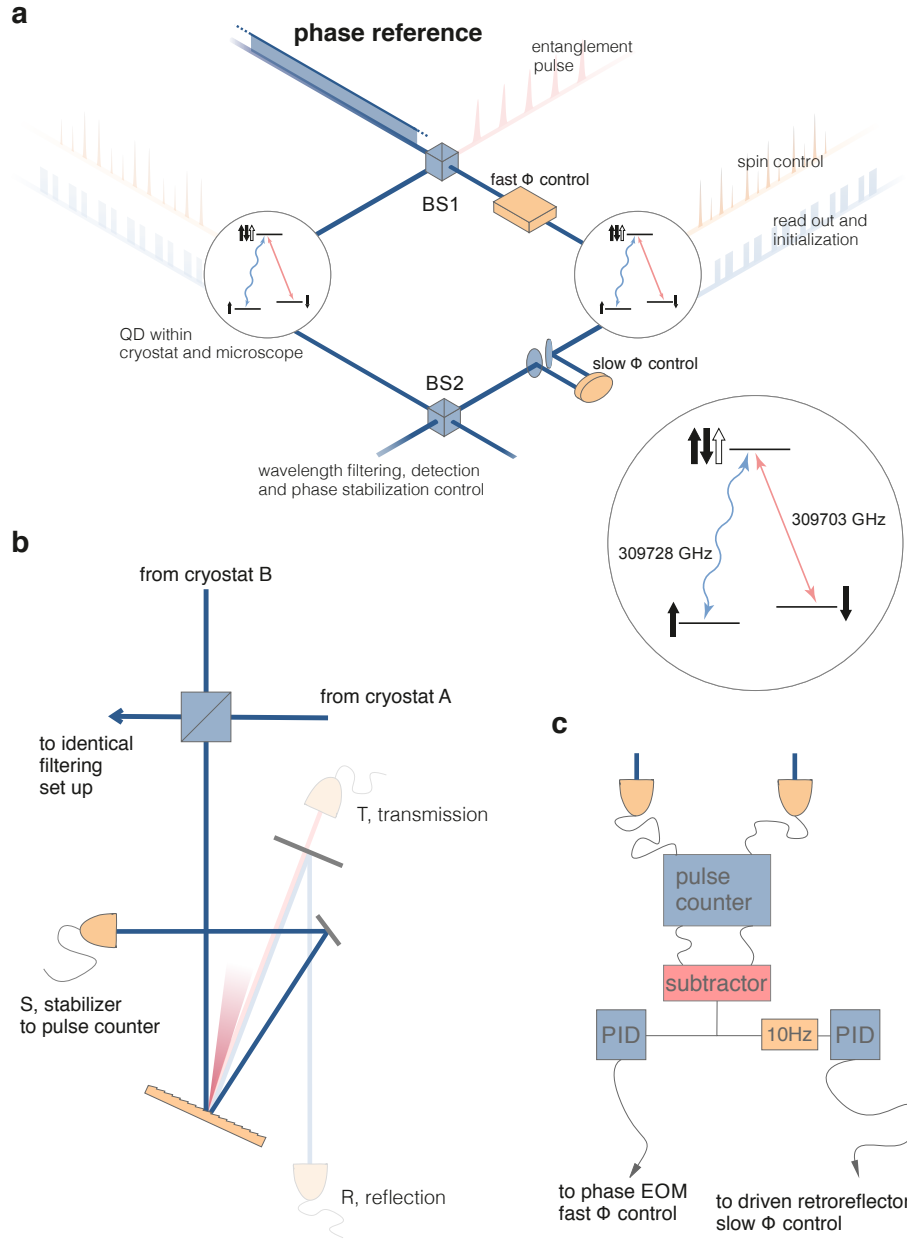 a
phase reference
entanglement
pulse
spin control
fast Φ control
BS1
read out and
initialization
QD within
cryostat and microscope
BS2
slow Φ control
wavelength filtering, detection
and phase stabilization control
309703 GHz
309728 GHz
b
from cryostat B
from cryostat A
to identical
filtering
set up
T, transmission
S, stabilizer
to pulse counter
R, reflection
c
pulse
counter
subtractor
PID
10Hz
PID
to phase EOM
fast Φ control
to driven retroreflector
slow Φ control